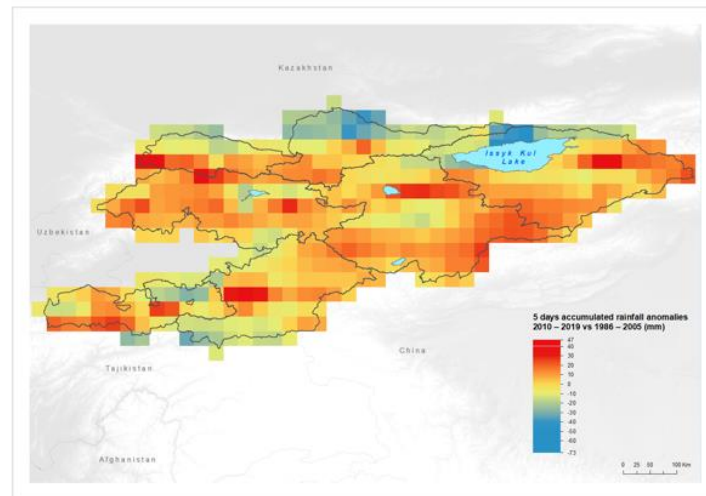 Kazakhstan
Issyk Kul
Lake
Uzbekistan
5 days accumulated rainfall anomalies
2010 – 2019 vs 1986 – 2005 (mm)
47
40
30
20
10
0
-10
-20
-30
-40
-50
-60
-73
China
Tajikistan
Afghanistan
0 25 50 100 Km